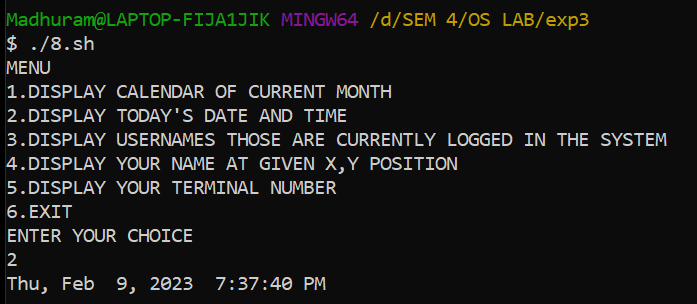 Madhuram@LAPTOP-FIJA1JIK MINGW64 /d/SEM 4/OS LAB/exp3
$ ./8.sh
MENU
1.DISPLAY CALENDAR OF CURRENT MONTH
2.DISPLAY TODAY'S DATE AND TIME
3.DISPLAY USERNAMES THOSE ARE CURRENTLY LOGGED IN THE SYSTEM
4.DISPLAY YOUR NAME AT GIVEN X,Y POSITION
5.DISPLAY YOUR TERMINAL NUMBER
6.EXIT
ENTER YOUR CHOICE
2
Thu, Feb  9, 2023  7:37:40 PM